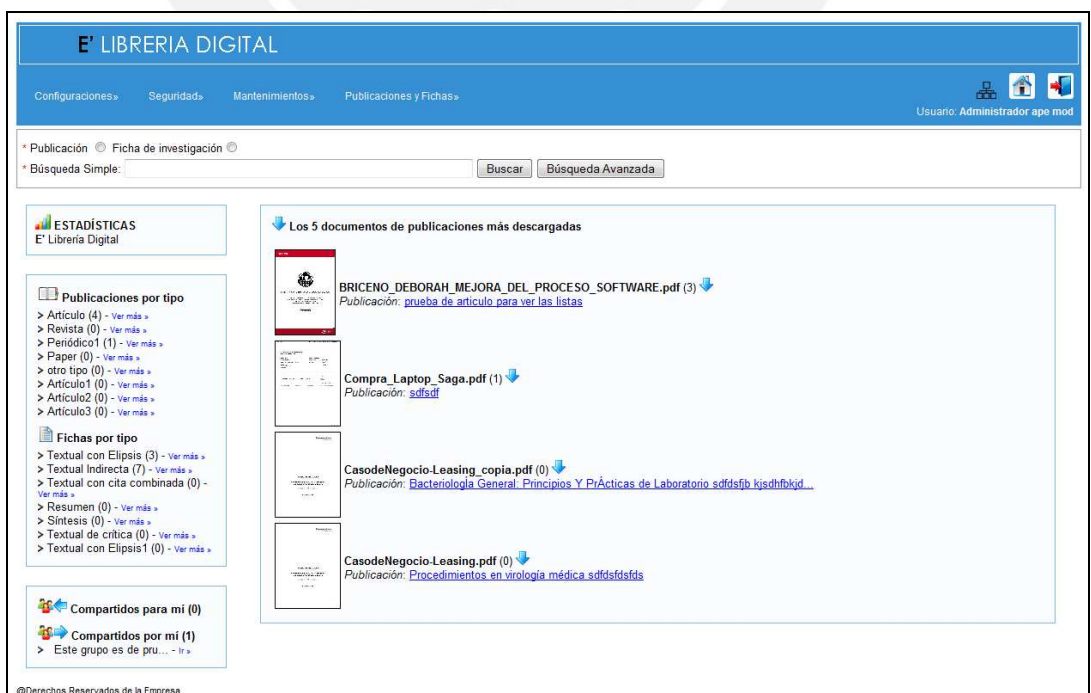 E' LIBRERIA DIGITAL
Configuraciones» Seguridad» Mantenimientos» Publicaciones y Fichas»
Usuario: Administrador ape mod
* Publicación Ficha de investigación
* Búsqueda Simple: Buscar Búsqueda Avanzada
ESTADÍSTICAS
E' Librería Digital
Publicaciones por tipo
> Artículo (4) - Ver más »
> Revista (0) - Ver más »
> Periódico1 (1) - Ver más »
> Paper (0) - Ver más »
> otro tipo (0) - Ver más »
> Artículo1 (0) - Ver más »
> Artículo2 (0) - Ver más »
> Artículo3 (0) - Ver más »
Fichas por tipo
> Textual con Elipsis (3) - Ver más »
> Textual Indirecta (7) - Ver más »
> Textual con cita combinada (0) -
Ver más »
> Resumen (0) - Ver más »
> Síntesis (0) - Ver más »
> Textual de crítica (0) - Ver más »
> Textual con Elipsis1 (0) - Ver más »
Compartidos para mí (0)
Compartidos por mí (1)
> Este grupo es de pru... - Ir »
Los 5 documentos de publicaciones más descargadas
BRICENO_DEBORAH_MEJORA_DEL_PROCESO_SOFTWARE.pdf (3)
Publicación: prueba de articulo para ver las listas
Compra_Laptop_Saga.pdf (1)
Publicación: sdfsdf
CasodeNegocio-Leasing_copia.pdf (0)
Publicación: Bacteriología General: Principios Y PrÁcticas de Laboratorio sdfdsfjb kjsdhfbkjd...
CasodeNegocio-Leasing.pdf (0)
Publicación: Procedimientos en virología médica sdfdsfdsfds
@Derechos Reservados de la Empresa